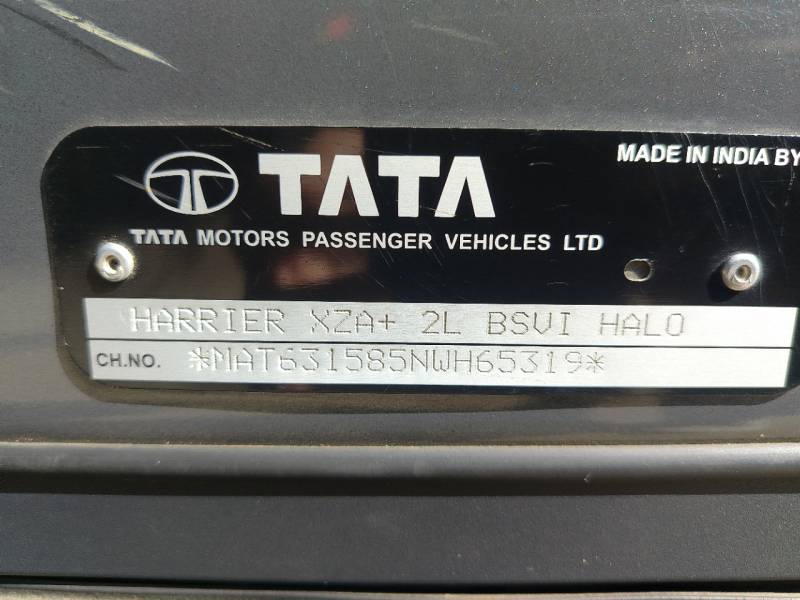 TATA
MADE IN INDIA BY
TATA MOTORS PASSENGER VEHICLES LTD
HARRIER XZA+ 2L BSVI HALO
CH.NO. *MAT631585NWH65319*